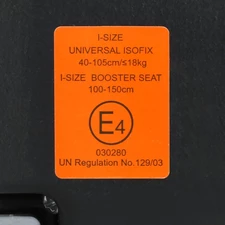 I-SIZE
UNIVERSAL ISOFIX
40-105cm/≤18kg
I-SIZE BOOSTER SEAT
100-150cm
E4
030280
UN Regulation No.129/03